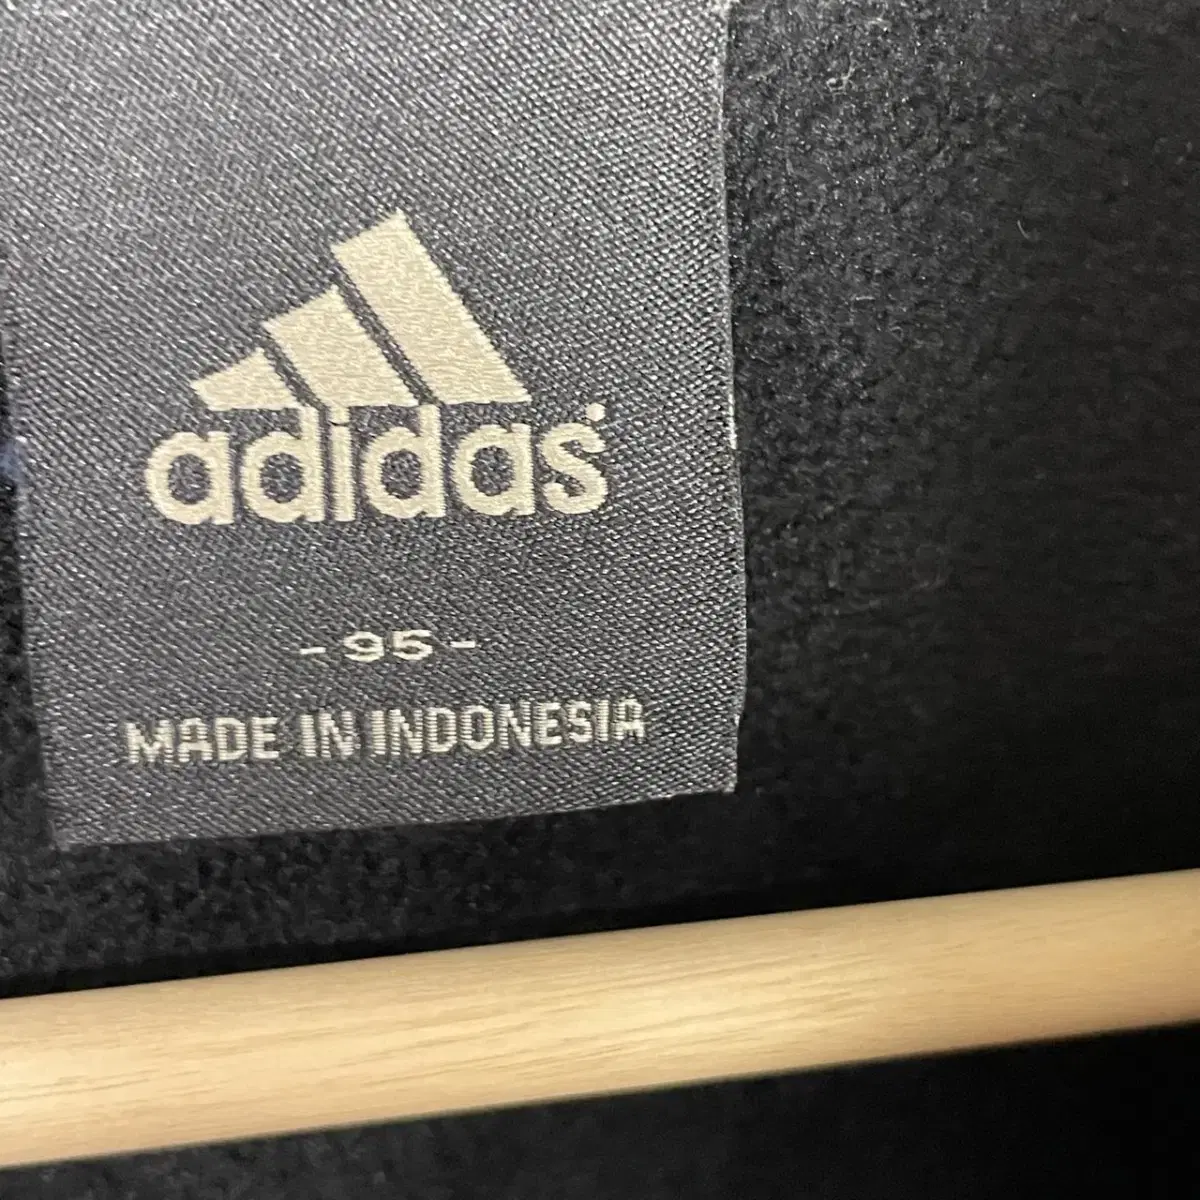 adidas
- 95 -
MADE IN INDONESIA